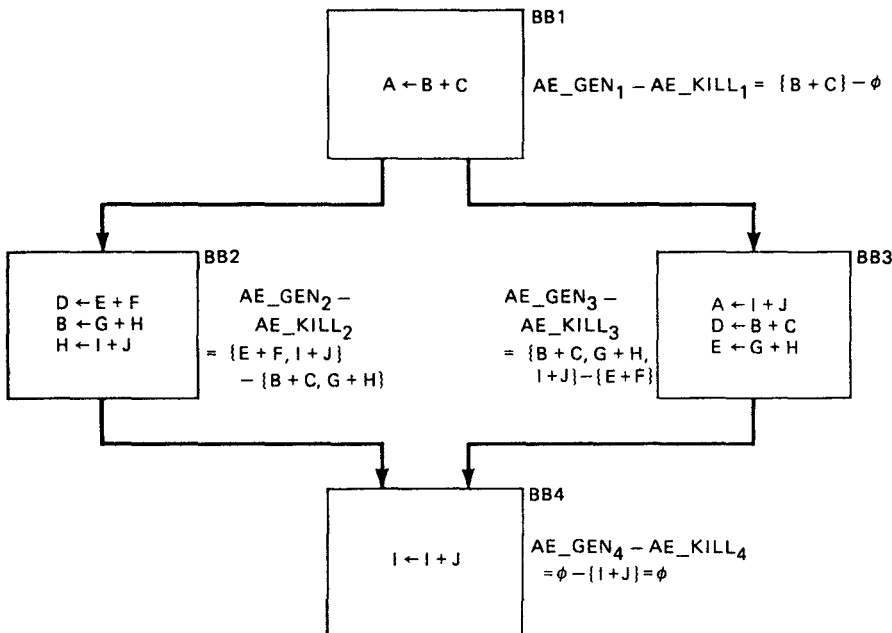 BB1
A ← B + C
AE_GEN₁ – AE_KILL₁ = {B + C} – ϕ
BB2
D ← E + F
B ← G + H
H ← I + J
AE_GEN₂ –
AE_KILL₂
= {E + F, I + J}
– {B + C, G + H}
AE_GEN₃ –
AE_KILL₃
= {B + C, G + H,
I+J} – {E + F}
BB3
A ← I + J
D ← B + C
E ← G + H
BB4
I ← I + J
AE_GEN₄ – AE_KILL₄
= ϕ – {I + J} = ϕ